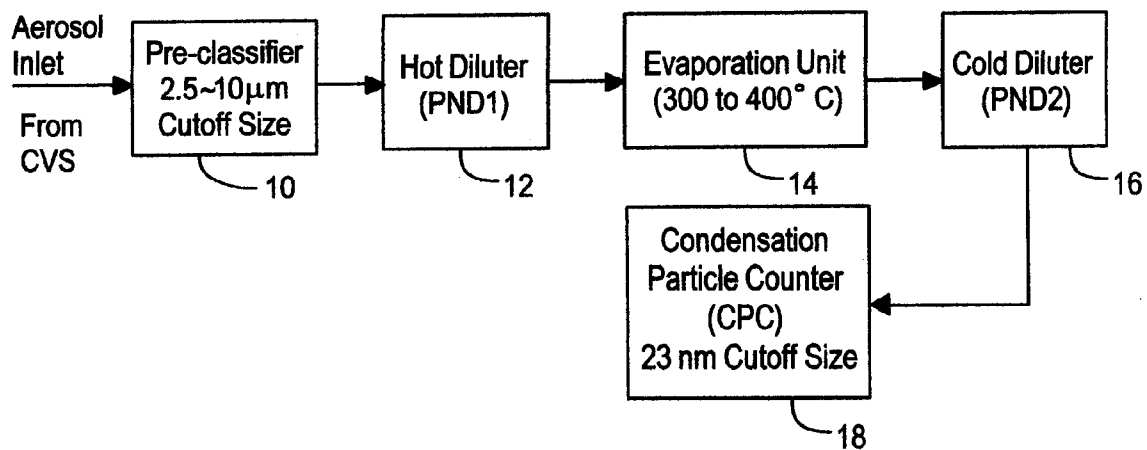 Aerosol
Inlet
From
CVS
Pre-classifier
2.5~10μm
Cutoff Size
10
Hot Diluter
(PND1)
12
Evaporation Unit
(300 to 400° C)
14
Cold Diluter
(PND2)
16
Condensation
Particle Counter
(CPC)
23 nm Cutoff Size
18